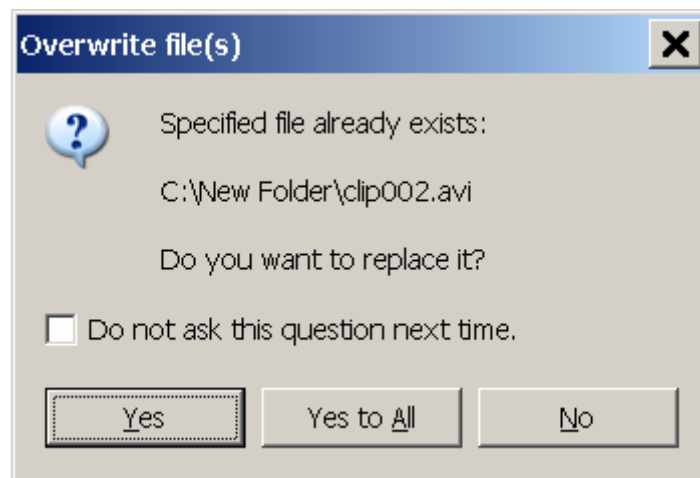 Overwrite file(s)
Specified file already exists:
C:\New Folder\clip002.avi
Do you want to replace it?
Do not ask this question next time.
Yes
Yes to All
No